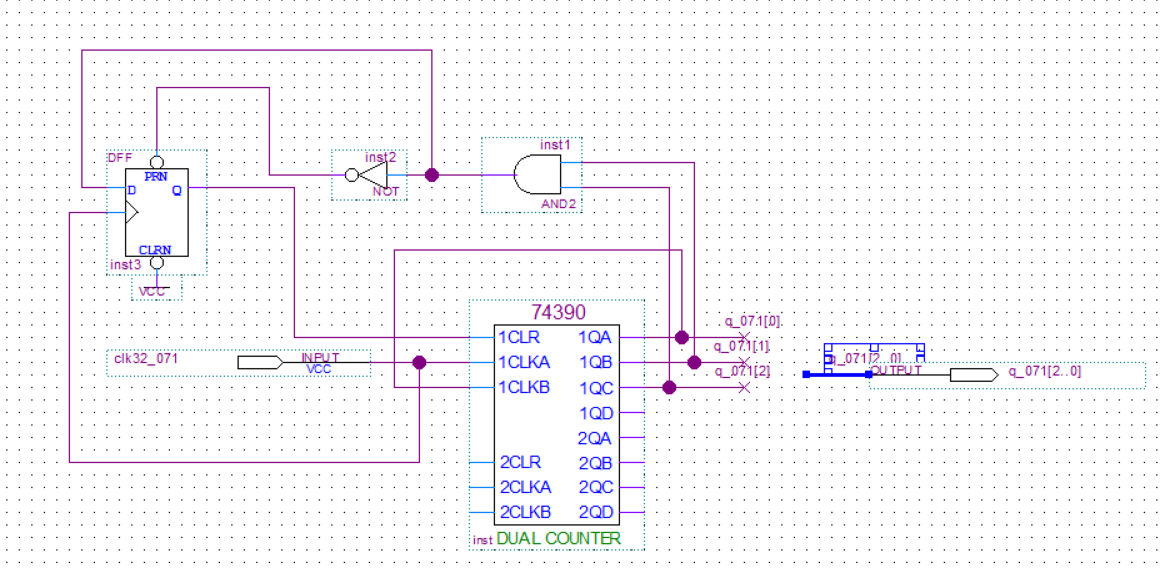 inst1
DFF
inst2
PRN
D
Q
NOT
AND2
CLRN
inst3
VCC
74390
q_071[0]
1CLR
1QA
q_071[1]
clk32_071
INPUT
VCC
1CLKA
1QB
q_071[2]
q_071[2..0]
OUTPUT
q_071[2..0]
1CLKB
1QC
1QD
2QA
2CLR
2QB
2CLKA
2QC
2CLKB
2QD
inst
DUAL COUNTER